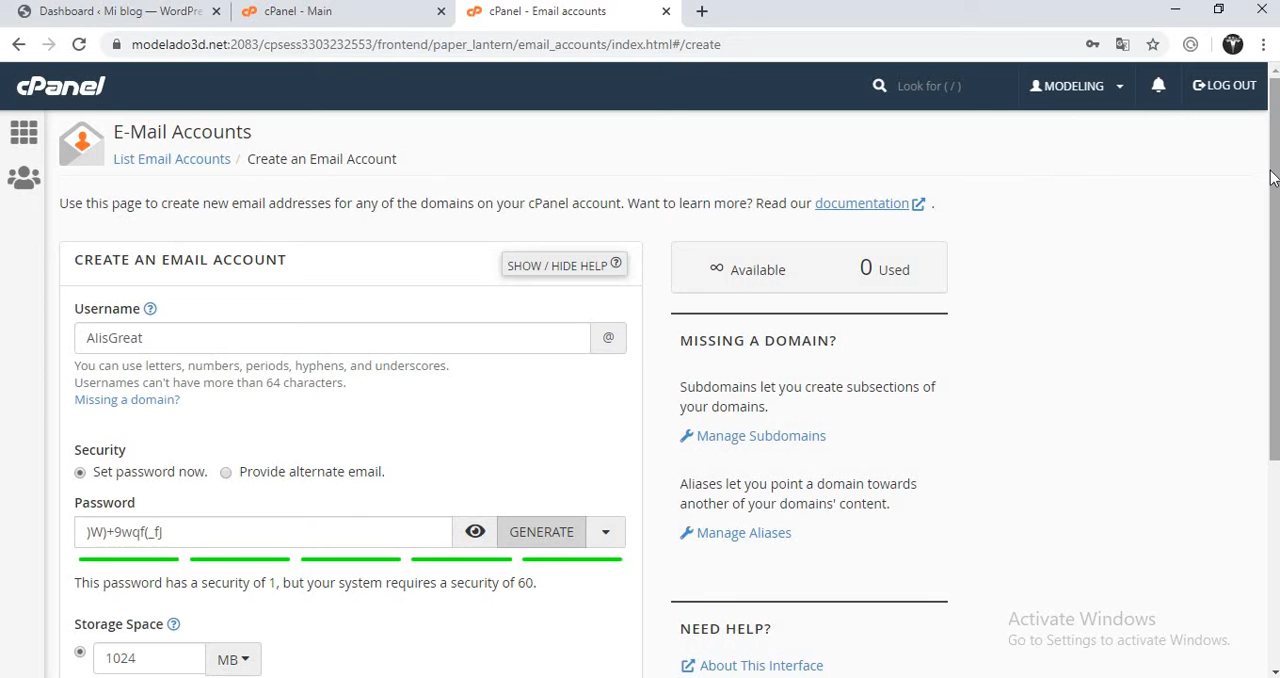 Dashboard ‹ Mi blog — WordPre
cPanel - Main
cPanel - Email accounts
modelado3d.net:2083/cpsess3303232553/frontend/paper_lantern/email_accounts/index.html#/create
cPanel
Look for ( / )
MODELING
LOG OUT
E-Mail Accounts
List Email Accounts / Create an Email Account
Use this page to create new email addresses for any of the domains on your cPanel account. Want to learn more? Read our documentation .
CREATE AN EMAIL ACCOUNT
SHOW / HIDE HELP
∞ Available
0 Used
Username
AlisGreat
@
You can use letters, numbers, periods, hyphens, and underscores.
Usernames can't have more than 64 characters.
Missing a domain?
Security
Set password now.
Provide alternate email.
Password
)W)+9wqf(_fJ
GENERATE
This password has a security of 1, but your system requires a security of 60.
Storage Space
1024
MB
MISSING A DOMAIN?
Subdomains let you create subsections of
your domains.
Manage Subdomains
Aliases let you point a domain towards
another of your domains' content.
Manage Aliases
NEED HELP?
About This Interface
Activate Windows
Go to Settings to activate Windows.